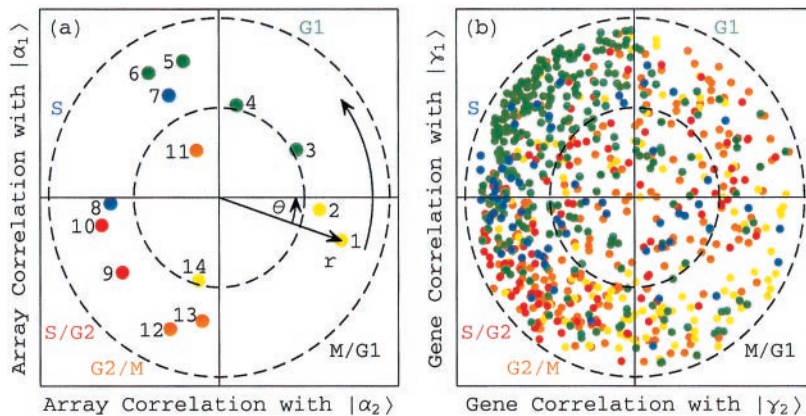 (a)
G1
5
6
7
S
4
3
11
θ
8
2
10
1
r
9
14
13
12
S/G2
M/G1
G2/M
Array Correlation with |α₁⟩
Array Correlation with |α₂⟩
(b)
G1
S
S/G2
M/G1
G2/M
Gene Correlation with |γ₁⟩
Gene Correlation with |γ₂⟩